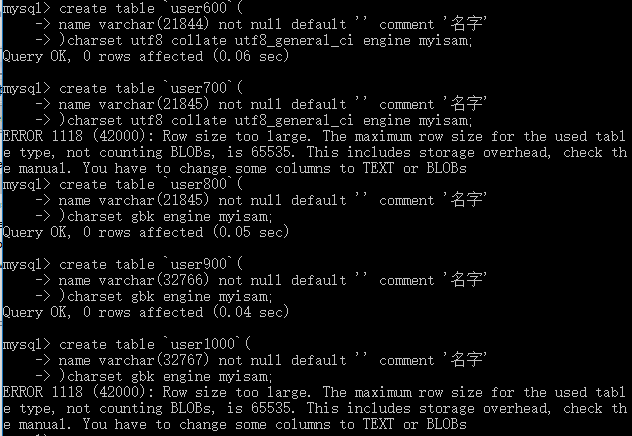 mysql> create table `user600`(
    -> name varchar(21844) not null default '' comment '名字'
    -> )charset utf8 collate utf8_general_ci engine myisam;
Query OK, 0 rows affected (0.06 sec)

mysql> create table `user700`(
    -> name varchar(21845) not null default '' comment '名字'
    -> )charset utf8 collate utf8_general_ci engine myisam;
ERROR 1118 (42000): Row size too large. The maximum row size for the used tabl
e type, not counting BLOBs, is 65535. This includes storage overhead, check th
e manual. You have to change some columns to TEXT or BLOBs
mysql> create table `user800`(
    -> name varchar(21845) not null default '' comment '名字'
    -> )charset gbk engine myisam;
Query OK, 0 rows affected (0.05 sec)

mysql> create table `user900`(
    -> name varchar(32766) not null default '' comment '名字'
    -> )charset gbk engine myisam;
Query OK, 0 rows affected (0.04 sec)

mysql> create table `user1000`(
    -> name varchar(32767) not null default '' comment '名字'
    -> )charset gbk engine myisam;
ERROR 1118 (42000): Row size too large. The maximum row size for the used tabl
e type, not counting BLOBs, is 65535. This includes storage overhead, check th
e manual. You have to change some columns to TEXT or BLOBs